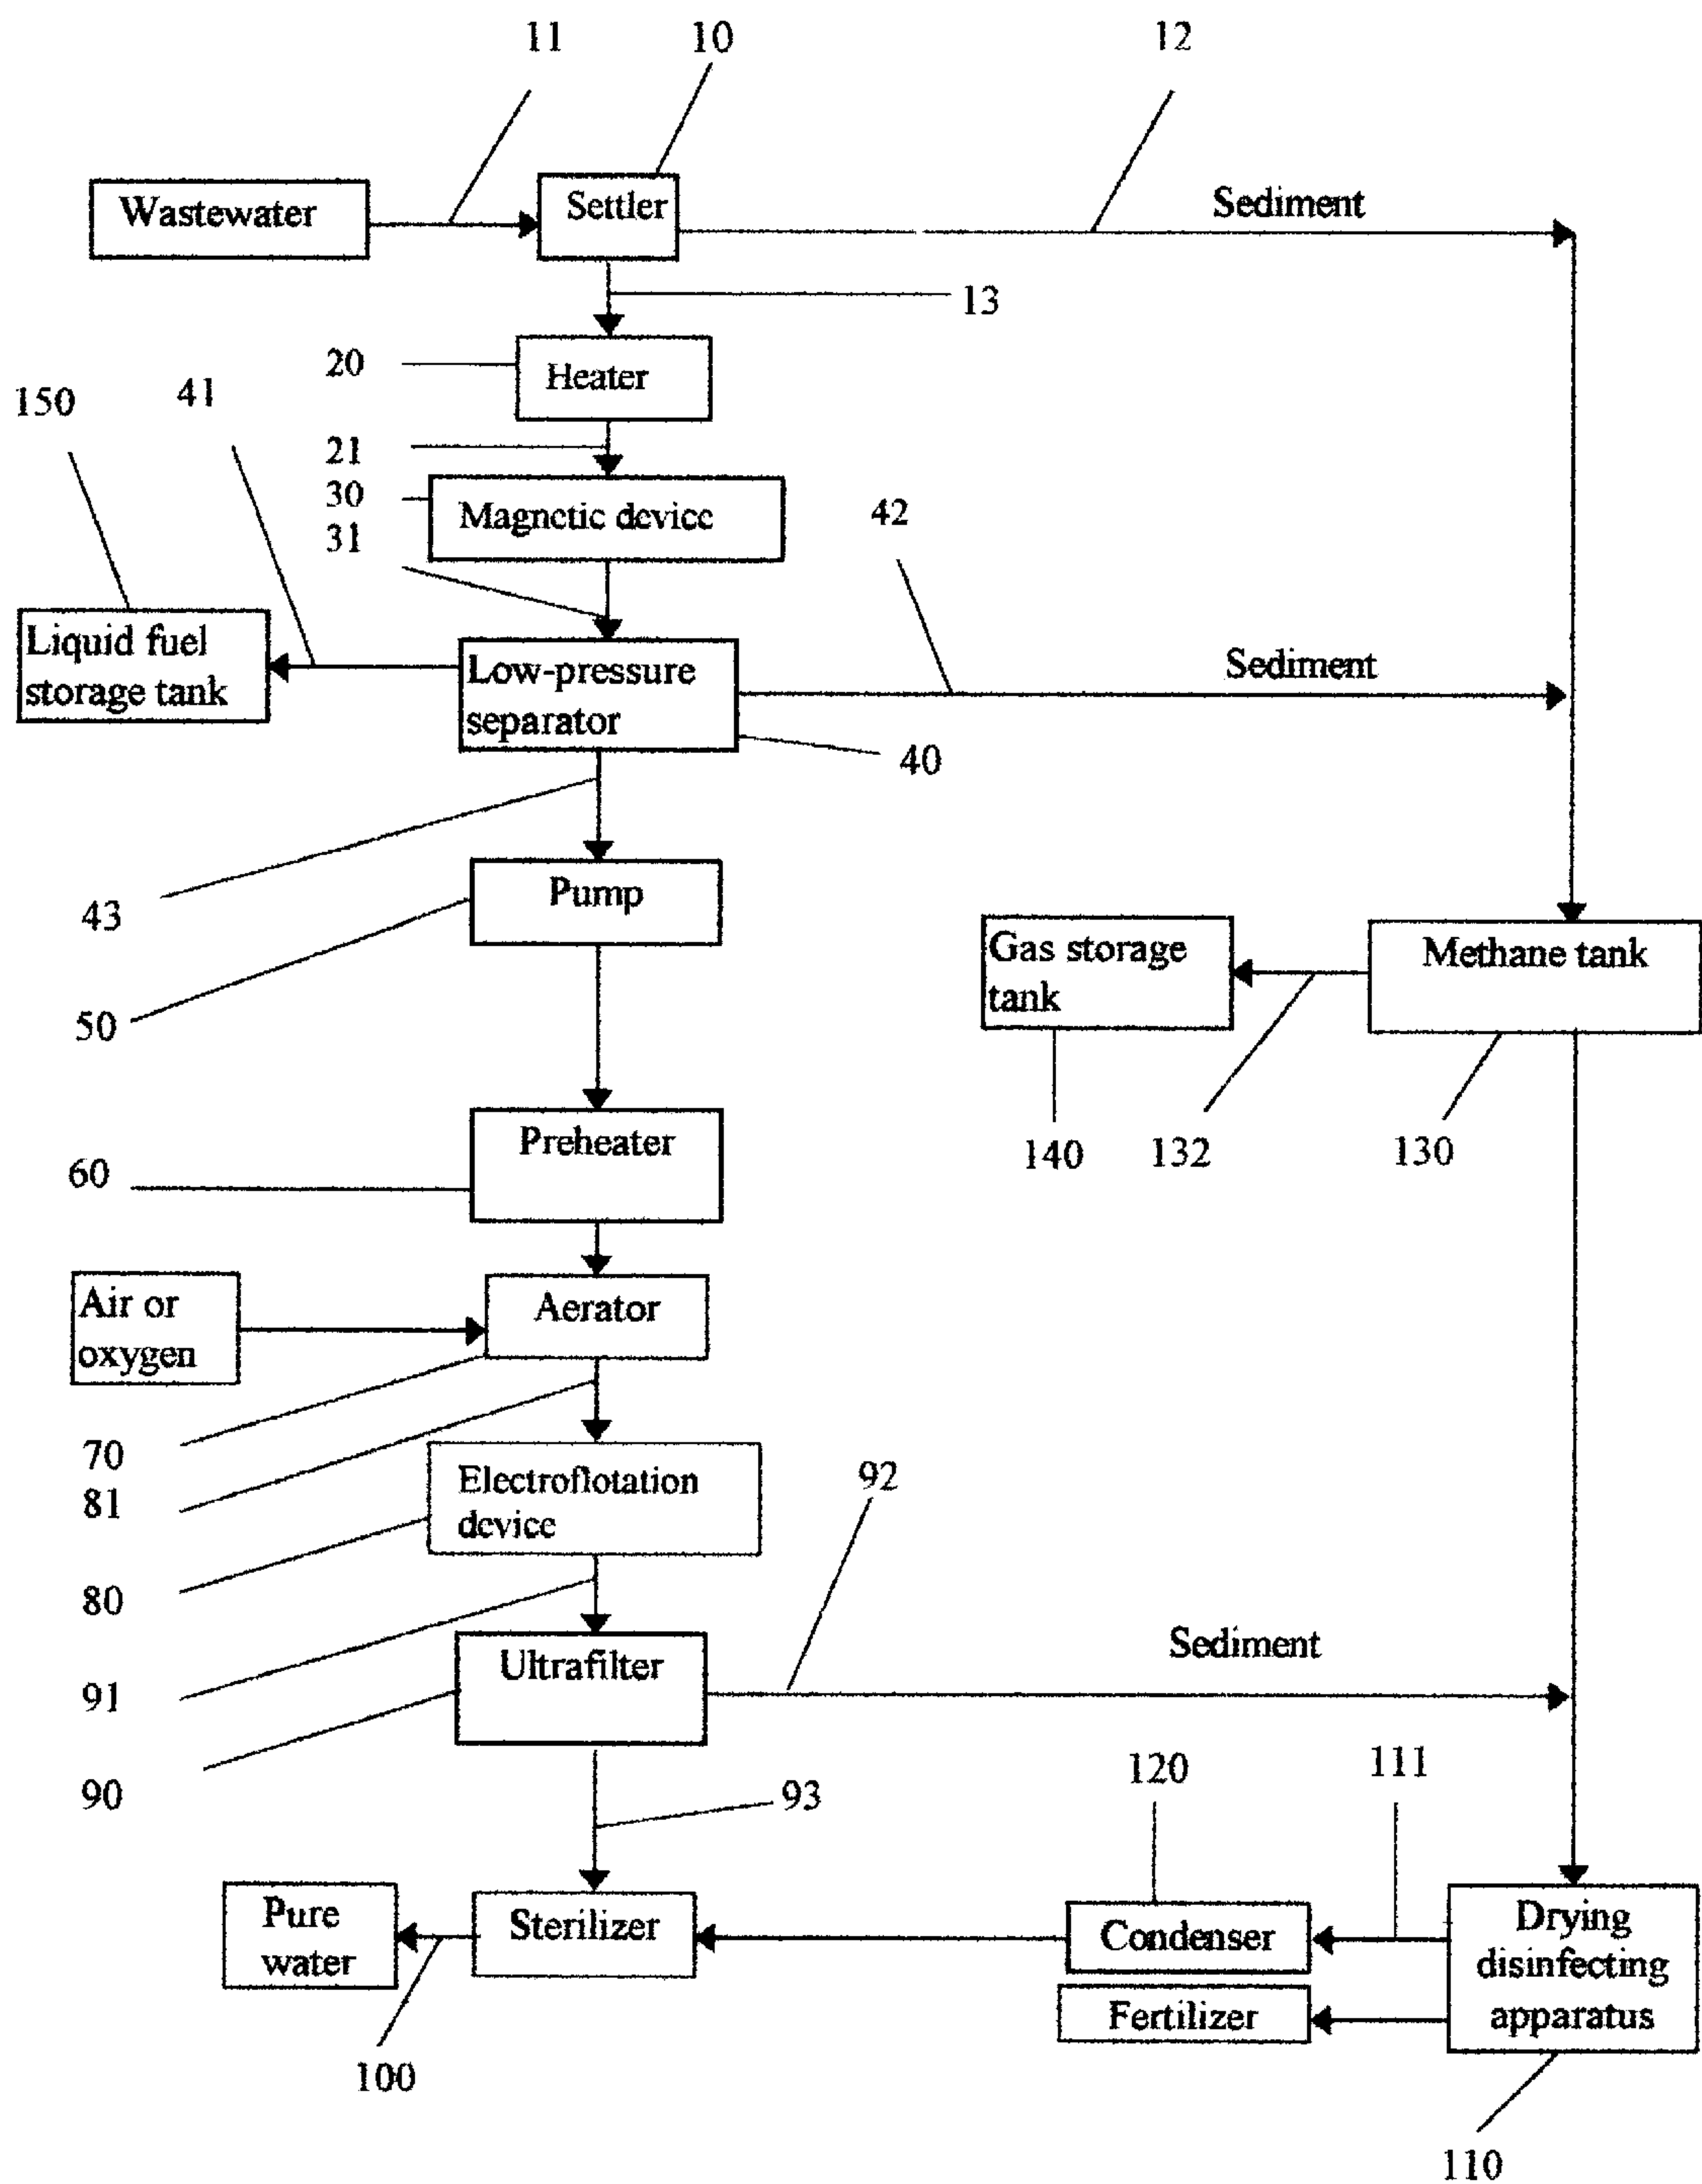 11
10
12
Wastewater
Settler
Sediment
13
20
Heater
150
41
21
30
31
Magnetic device
42
Liquid fuel
storage tank
Low-pressure
separator
Sediment
40
43
Pump
50
Gas storage
tank
Methane tank
140
132
130
Preheater
60
Air or
oxygen
Aerator
70
81
Electroflotation
device
92
80
Ultrafilter
Sediment
91
90
93
120
111
Pure
water
Sterilizer
Condenser
Drying
disinfecting
apparatus
Fertilizer
100
110